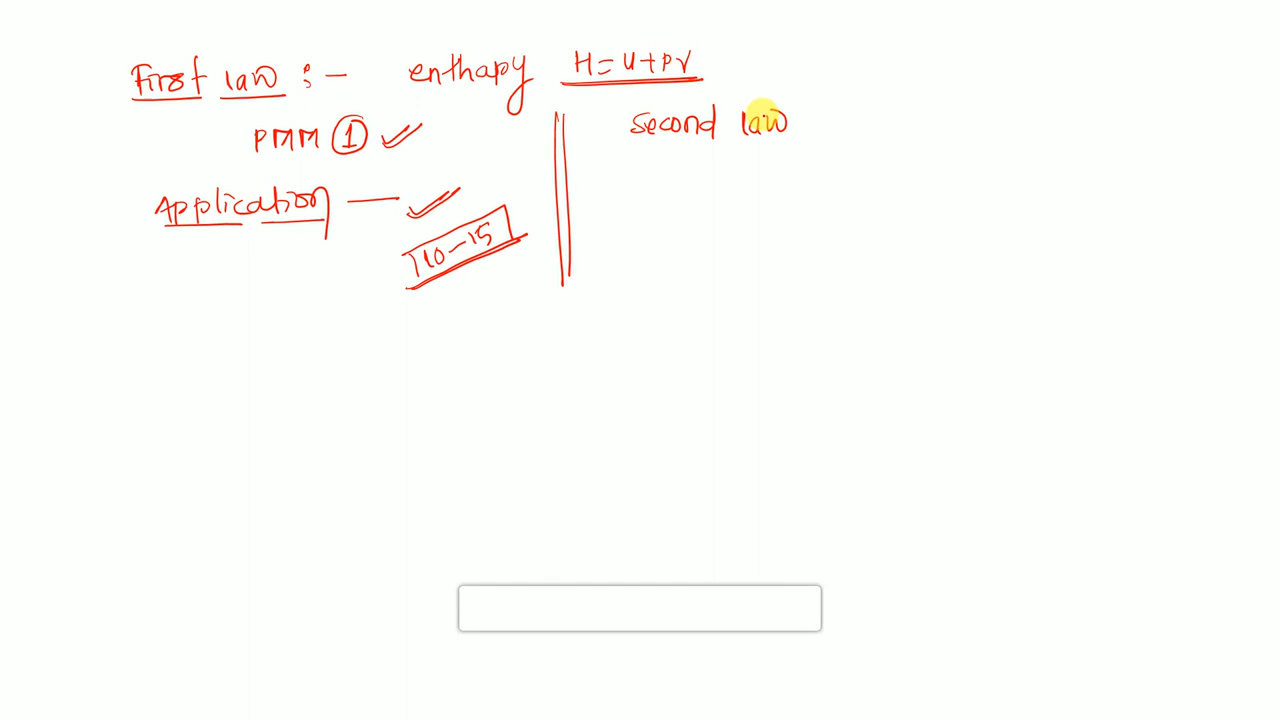 First law :- enthapy H=U+PV
PMM 1
Application —
10-15
second law